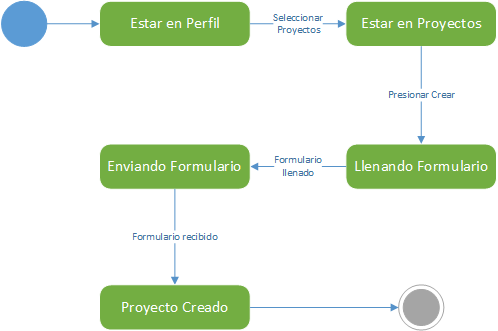 Estar en Perfil
Seleccionar
Proyectos
Estar en Proyectos
Presionar Crear
Llenando Formulario
Formulario
llenado
Enviando Formulario
Formulario recibido
Proyecto Creado